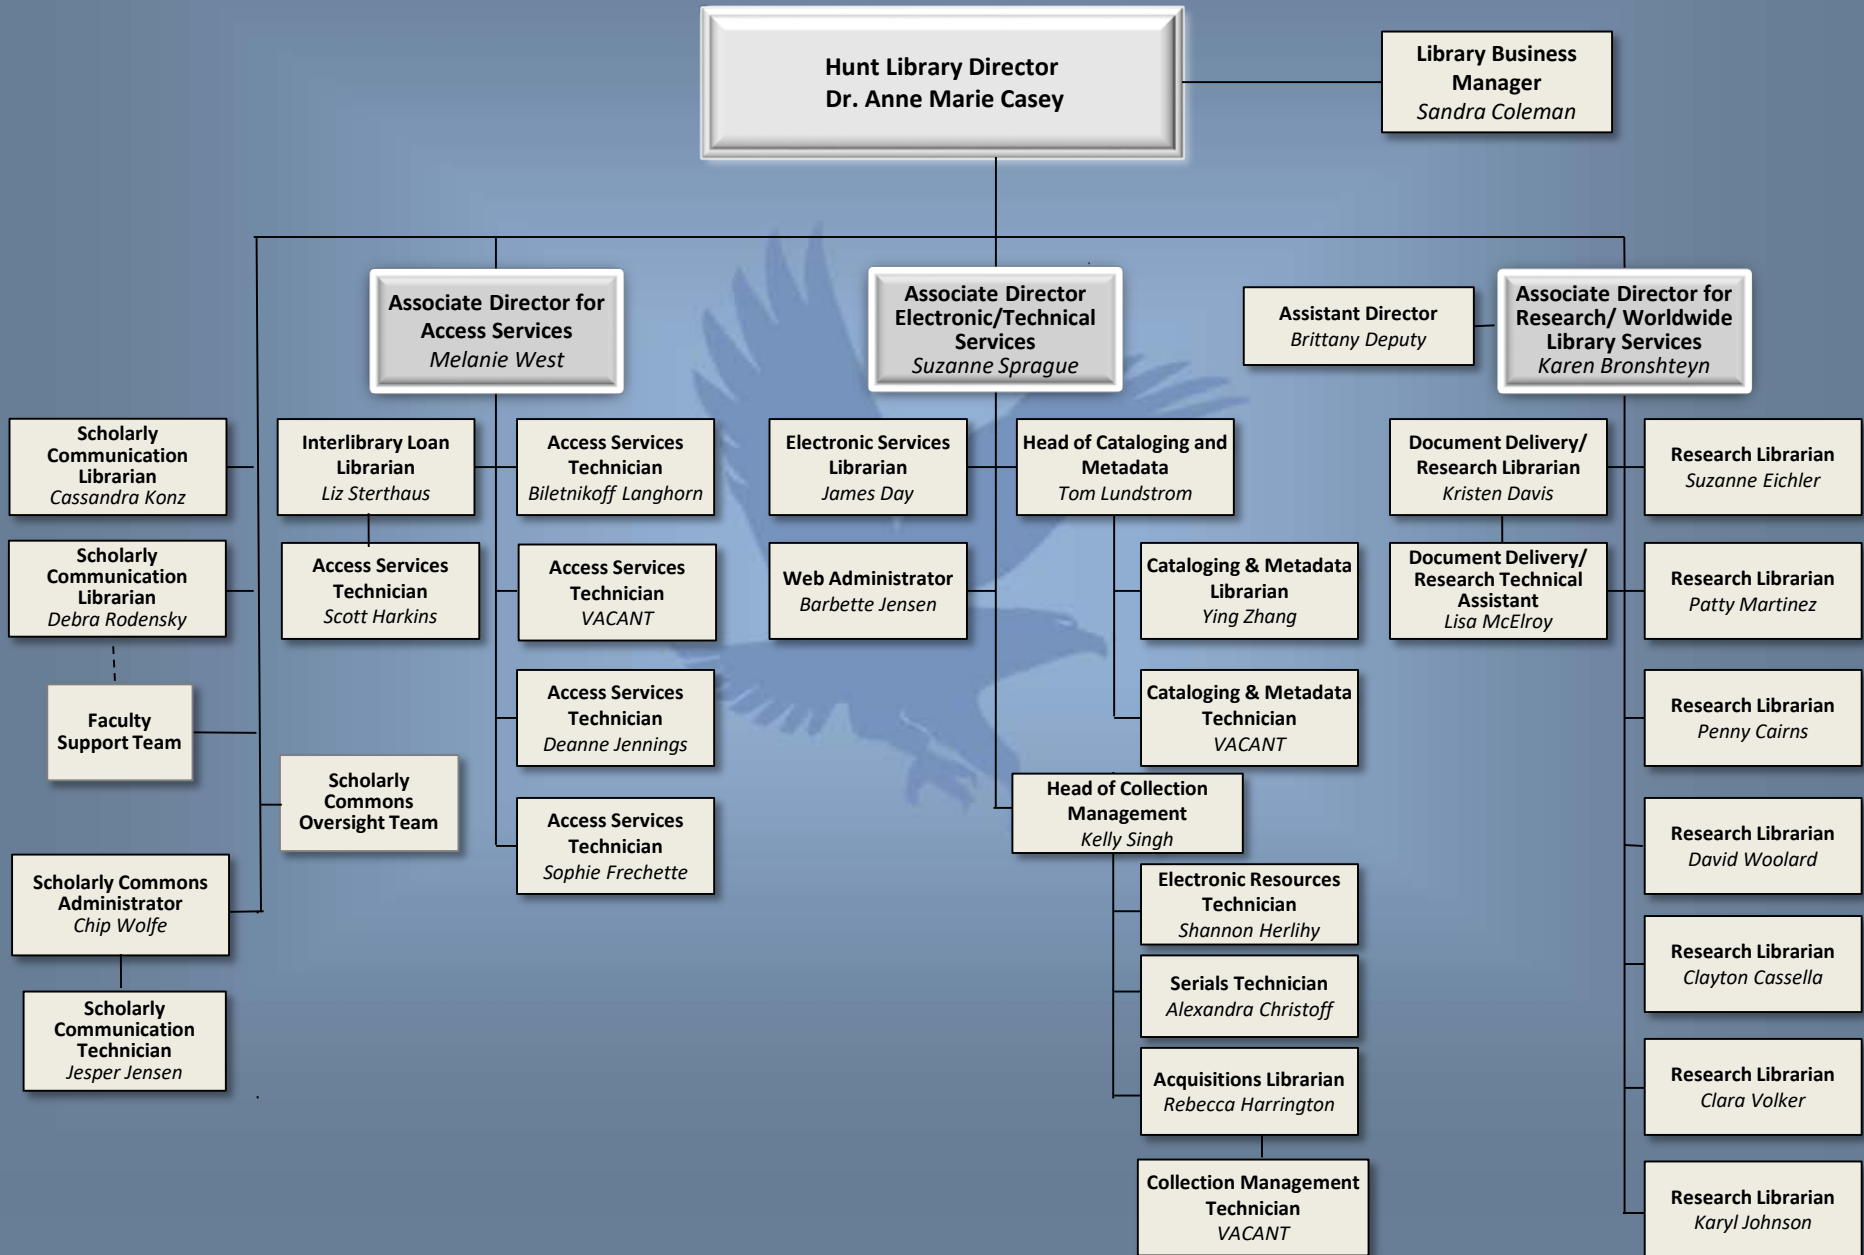 Hunt Library Director
Dr. Anne Marie Casey
Library Business
Manager
Sandra Coleman
Associate Director for
Access Services
Melanie West
Associate Director
Electronic/Technical
Services
Suzanne Sprague
Assistant Director
Brittany Deputy
Associate Director for
Research/ Worldwide
Library Services
Karen Bronshteyn
Scholarly
Communication
Librarian
Cassandra Konz
Scholarly
Communication
Librarian
Debra Rodensky
Faculty
Support Team
Scholarly
Commons
Oversight Team
Scholarly Commons
Administrator
Chip Wolfe
Scholarly
Communication
Technician
Jesper Jensen
Interlibrary Loan
Librarian
Liz Sterthaus
Access Services
Technician
Scott Harkins
Access Services
Technician
Biletnikoff Langhorn
Access Services
Technician
VACANT
Access Services
Technician
Deanne Jennings
Access Services
Technician
Sophie Frechette
Electronic Services
Librarian
James Day
Web Administrator
Barbette Jensen
Head of Cataloging and
Metadata
Tom Lundstrom
Cataloging & Metadata
Librarian
Ying Zhang
Cataloging & Metadata
Technician
VACANT
Head of Collection
Management
Kelly Singh
Electronic Resources
Technician
Shannon Herlihy
Serials Technician
Alexandra Christoff
Acquisitions Librarian
Rebecca Harrington
Collection Management
Technician
VACANT
Document Delivery/
Research Librarian
Kristen Davis
Document Delivery/
Research Technical
Assistant
Lisa McElroy
Research Librarian
Suzanne Eichler
Research Librarian
Patty Martinez
Research Librarian
Penny Cairns
Research Librarian
David Woolard
Research Librarian
Clayton Cassella
Research Librarian
Clara Volker
Research Librarian
Karyl Johnson